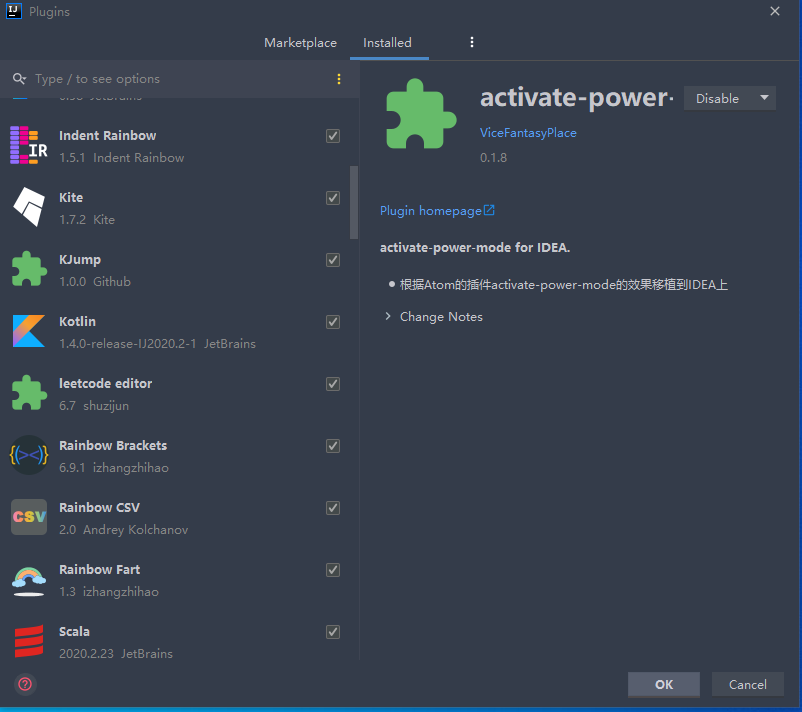 IJ
Plugins
Marketplace
Installed
Type / to see options
JetBrains
IR
Indent Rainbow
1.5.1 Indent Rainbow
Kite
1.7.2 Kite
KJump
1.0.0 Github
Kotlin
1.4.0-release-IJ2020.2-1 JetBrains
leetcode editor
6.7 shuzijun
Rainbow Brackets
6.9.1 izhangzhihao
CSV
Rainbow CSV
2.0 Andrey Kolchanov
Rainbow Fart
1.3 izhangzhihao
Scala
2020.2.23 JetBrains
activate-power-
Disable
ViceFantasyPlace
0.1.8
Plugin homepage
activate-power-mode for IDEA.
根据Atom的插件activate-power-mode的效果移植到IDEA上
Change Notes
?
OK
Cancel